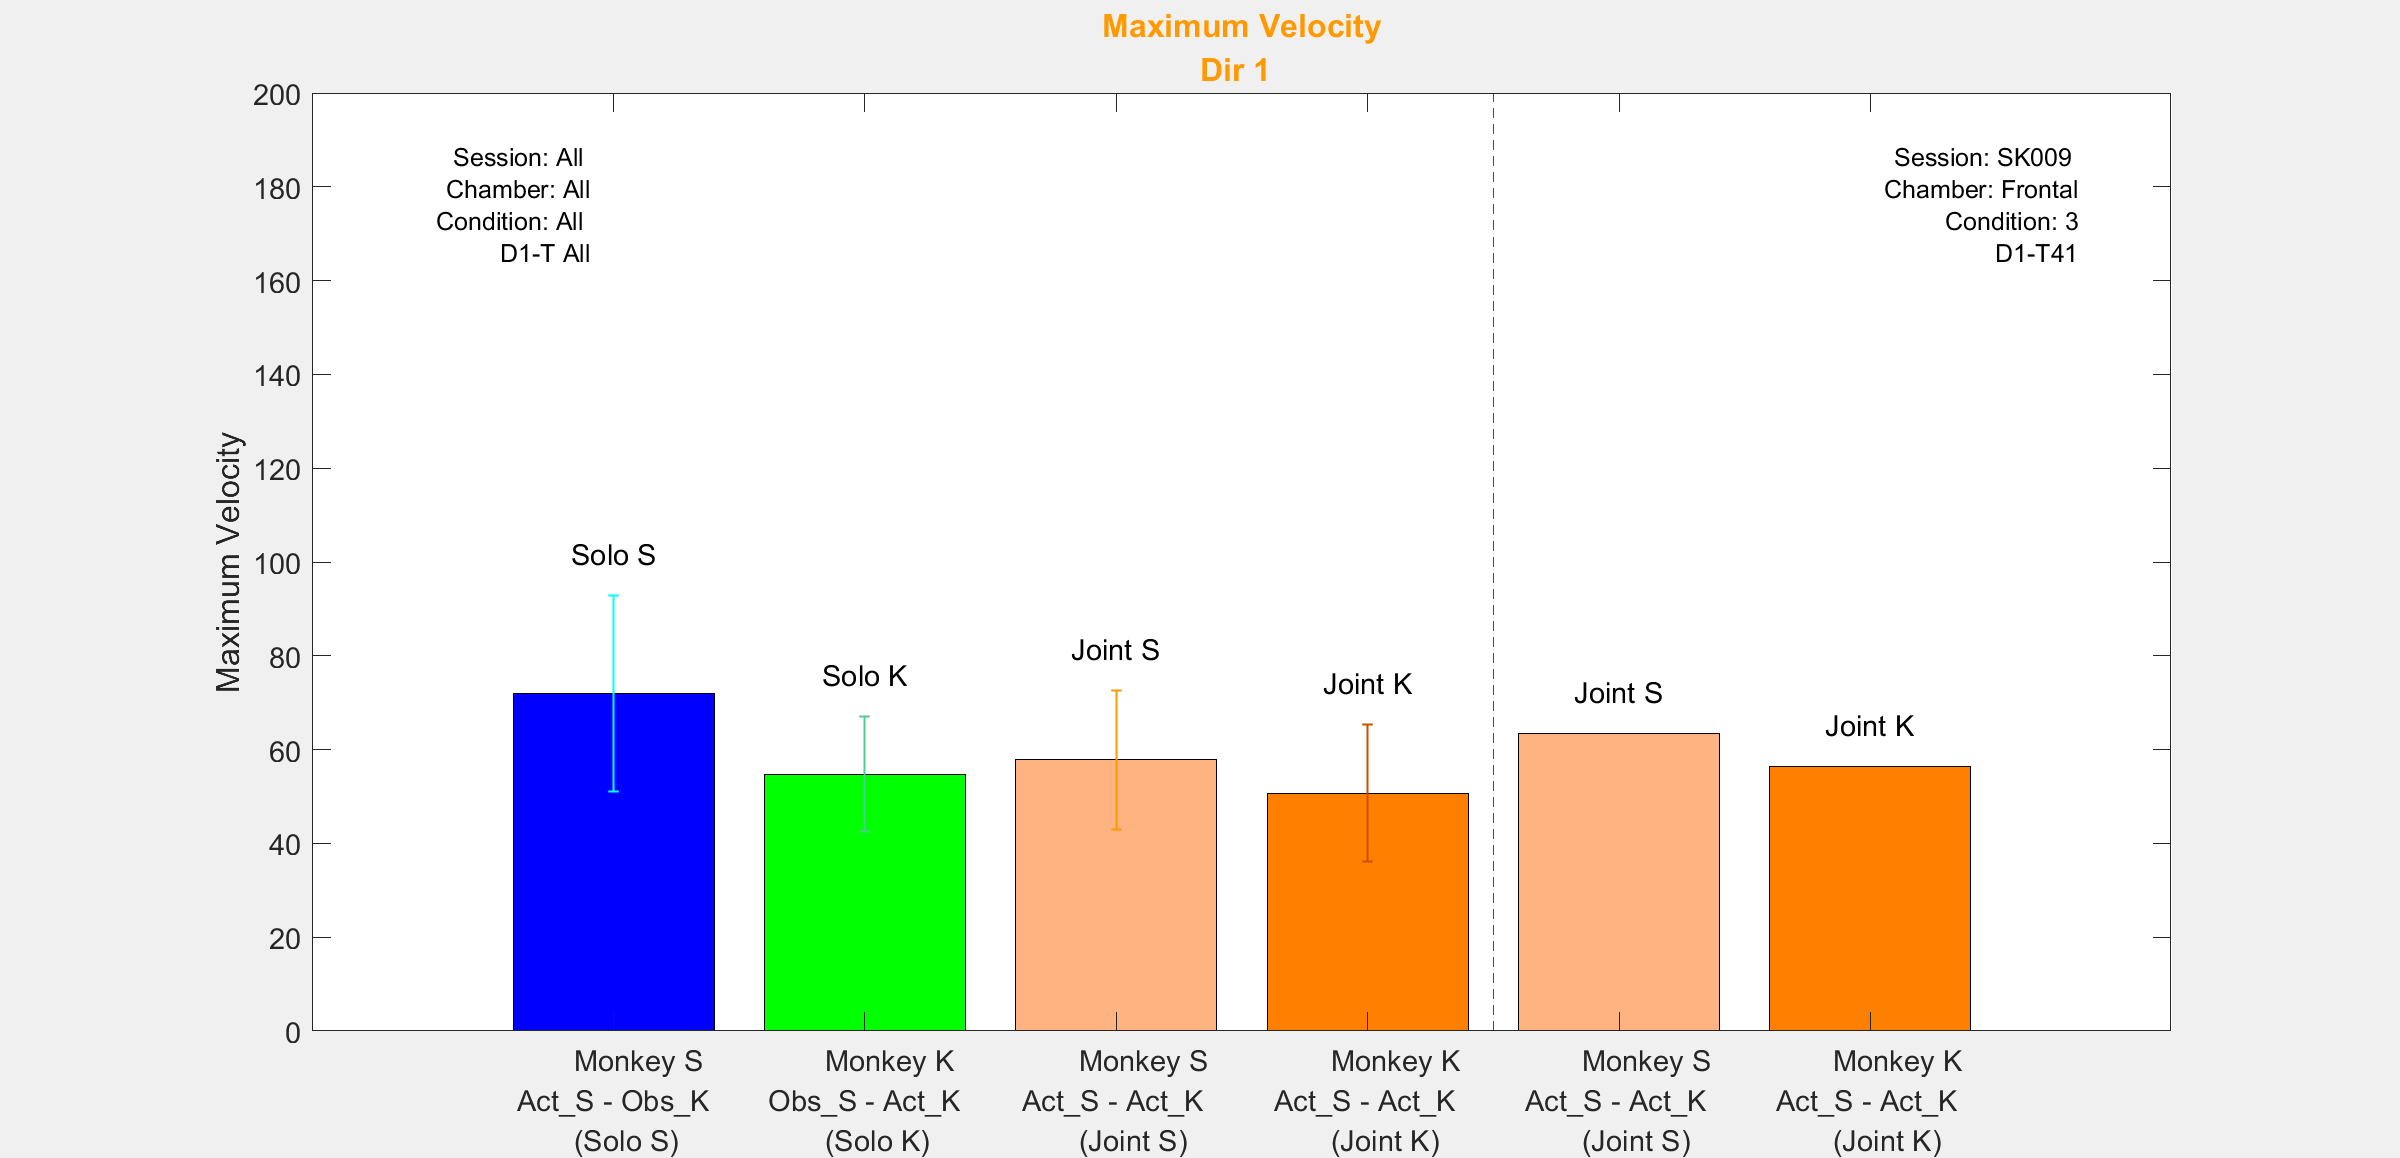 Maximum Velocity
Dir 1
200
180
160
140
120
100
80
60
40
20
0
Maximum Velocity
Session: All
Chamber: All
Condition: All
D1-T All
Session: SK009
Chamber: Frontal
Condition: 3
D1-T41
Solo S
Solo K
Joint S
Joint K
Joint S
Joint K
Monkey S
Act_S - Obs_K
(Solo S)
Monkey K
Obs_S - Act_K
(Solo K)
Monkey S
Act_S - Act_K
(Joint S)
Monkey K
Act_S - Act_K
(Joint K)
Monkey S
Act_S - Act_K
(Joint S)
Monkey K
Act_S - Act_K
(Joint K)